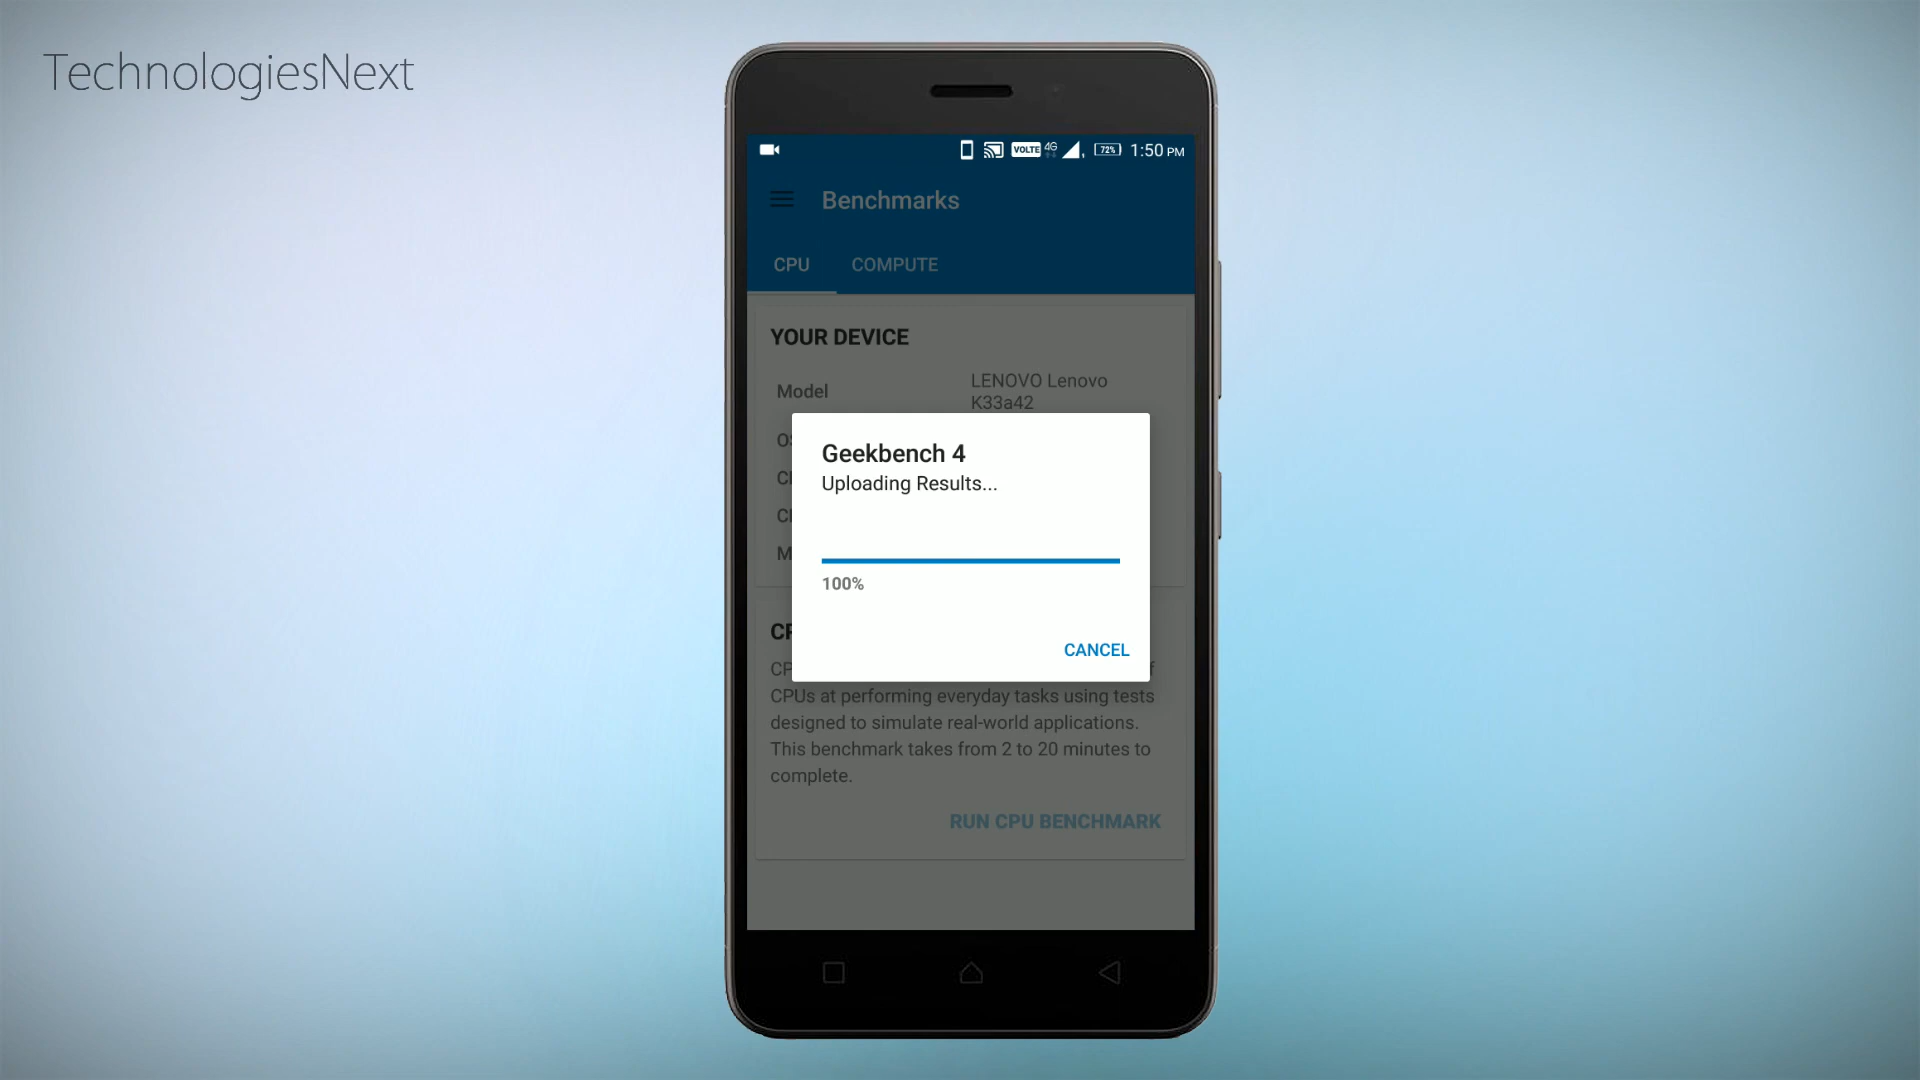 TechnologiesNext
VOLTE 4G 72% 1:50 PM
Benchmarks
CPU COMPUTE
YOUR DEVICE
Model LENOVO Lenovo
K33a42
Geekbench 4
Uploading Results...
100%
CANCEL
CPUs at performing everyday tasks using tests
designed to simulate real-world applications.
This benchmark takes from 2 to 20 minutes to
complete.
RUN CPU BENCHMARK